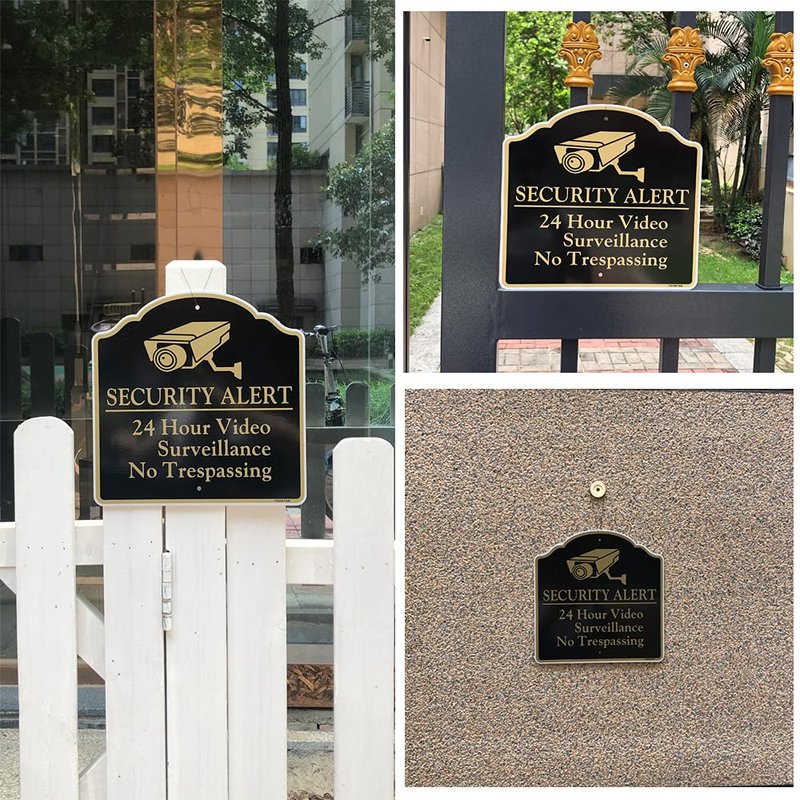 SECURITY ALERT
24 Hour Video
Surveillance
No Trespassing
SECURITY ALERT
24 Hour Video
Surveillance
No Trespassing
SECURITY ALERT
24 Hour Video
Surveillance
No Trespassing